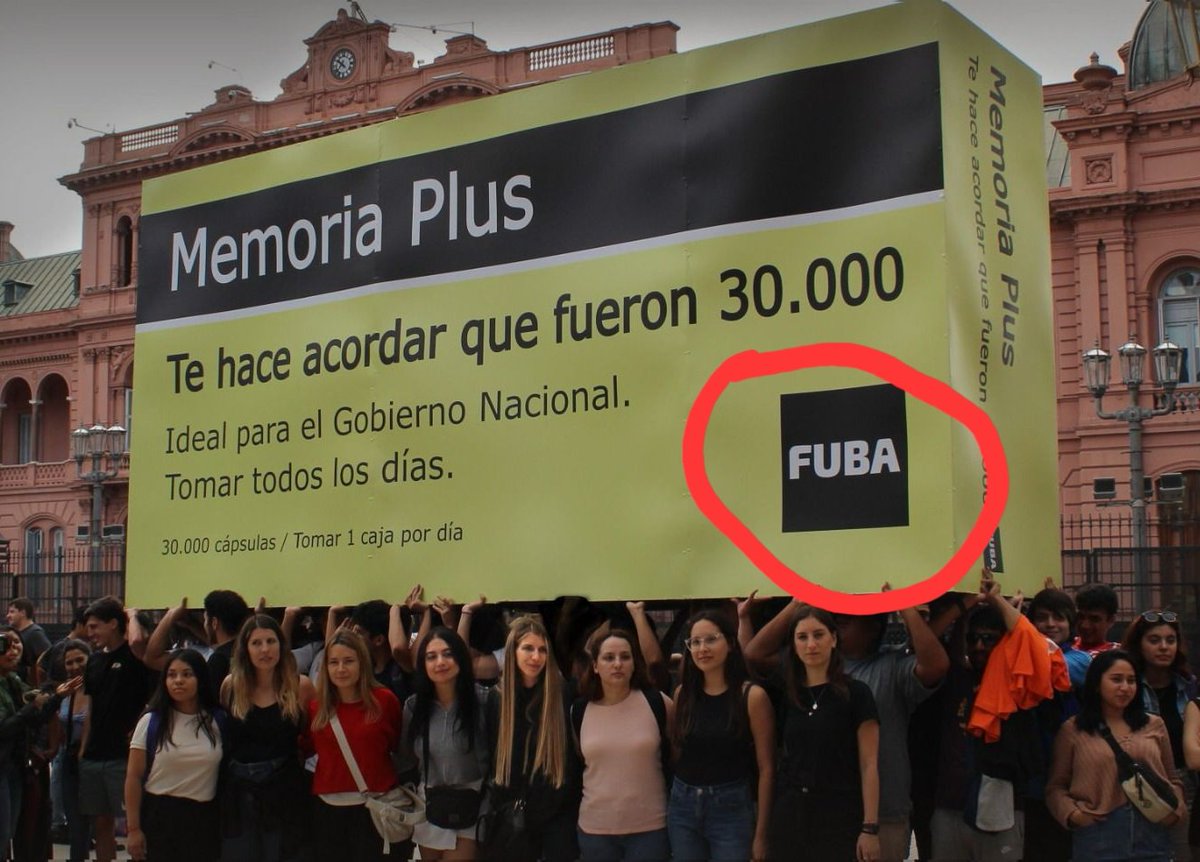 Memoria Plus
Te hace acordar que fueron 30.000
Ideal para el Gobierno Nacional.
Tomar todos los días.
30.000 cápsulas / Tomar 1 caja por día
FUBA
Memoria Plus
Te hace acordar que fueron
FUBA